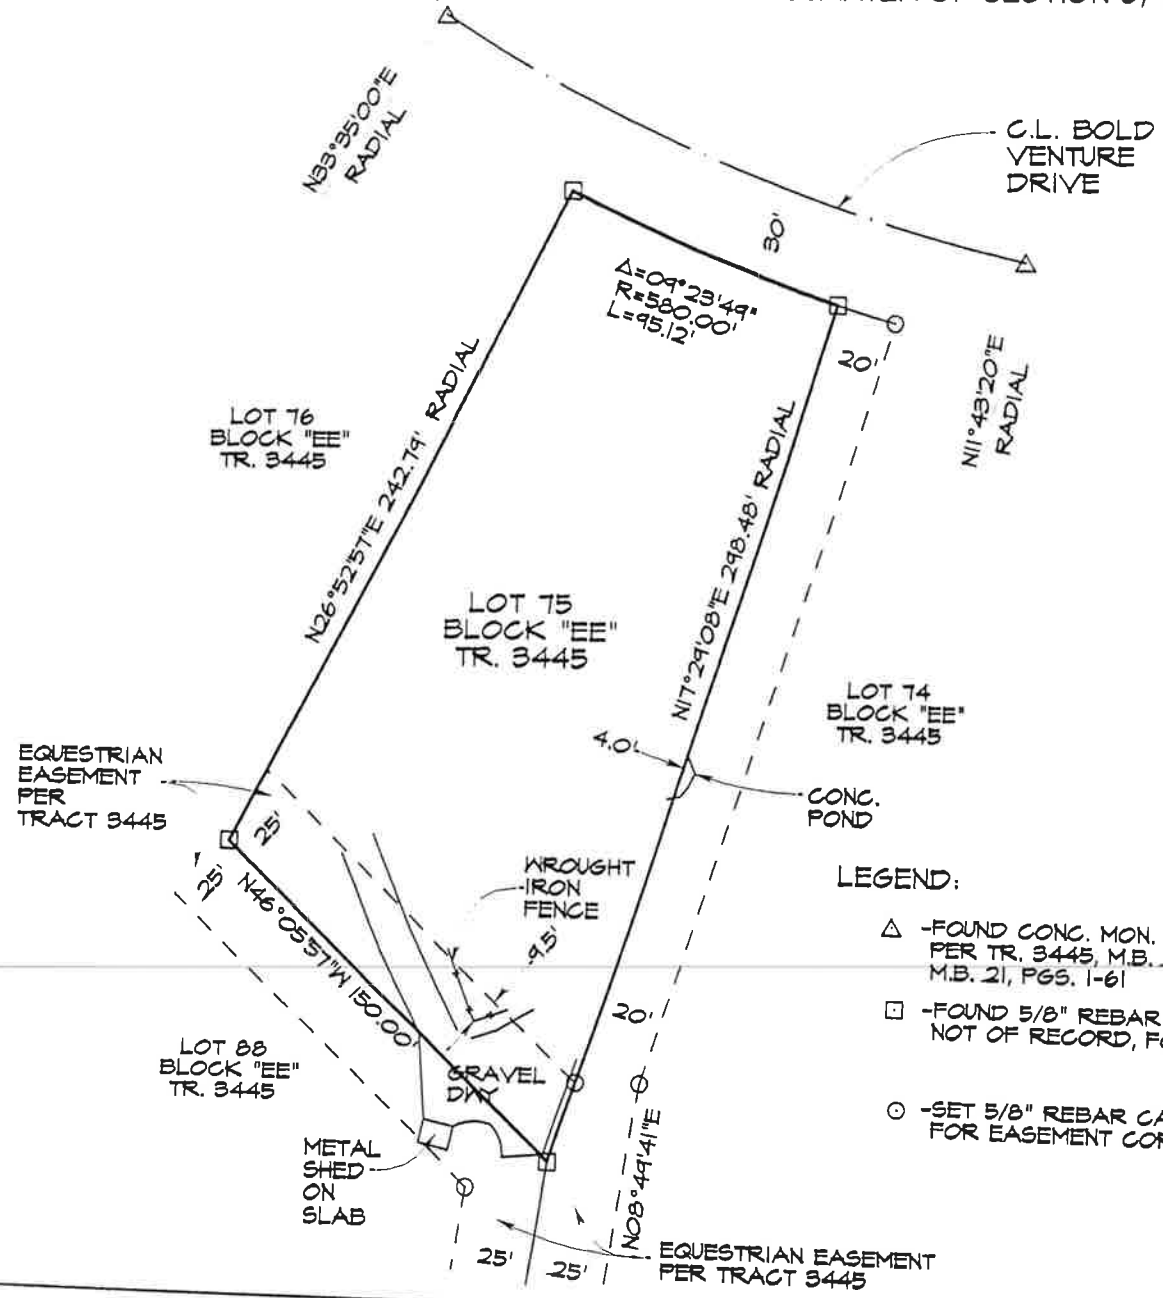 N33°35'00"E
RADIAL
C.L. BOLD
VENTURE
DRIVE
30'
Δ=09°23'49"
R=580.00'
L=95.12'
20'
N11°43'20"E
RADIAL
LOT 76
BLOCK "EE"
TR. 3445
N26°52'57"E 242.79' RADIAL
N17°29'08"E 298.48' RADIAL
LOT 75
BLOCK "EE"
TR. 3445
LOT 74
BLOCK "EE"
TR. 3445
4.0'
CONC.
POND
EQUESTRIAN
EASEMENT
PER
TRACT 3445
25'
25'
N46°05'57"W 150.00'
WROUGHT
IRON
FENCE
9.5'
LEGEND:
△ -FOUND CONC. MON.
PER TR. 3445, M.B.
M.B. 21, PGS. 1-61
□ -FOUND 5/8" REBAR
NOT OF RECORD,
20'
LOT 88
BLOCK "EE"
TR. 3445
GRAVEL
DWY
⊙ -SET 5/8" REBAR
FOR EASEMENT
METAL
SHED
ON
SLAB
N08°49'41"E
25'
25'
EQUESTRIAN EASEMENT
PER TRACT 3445